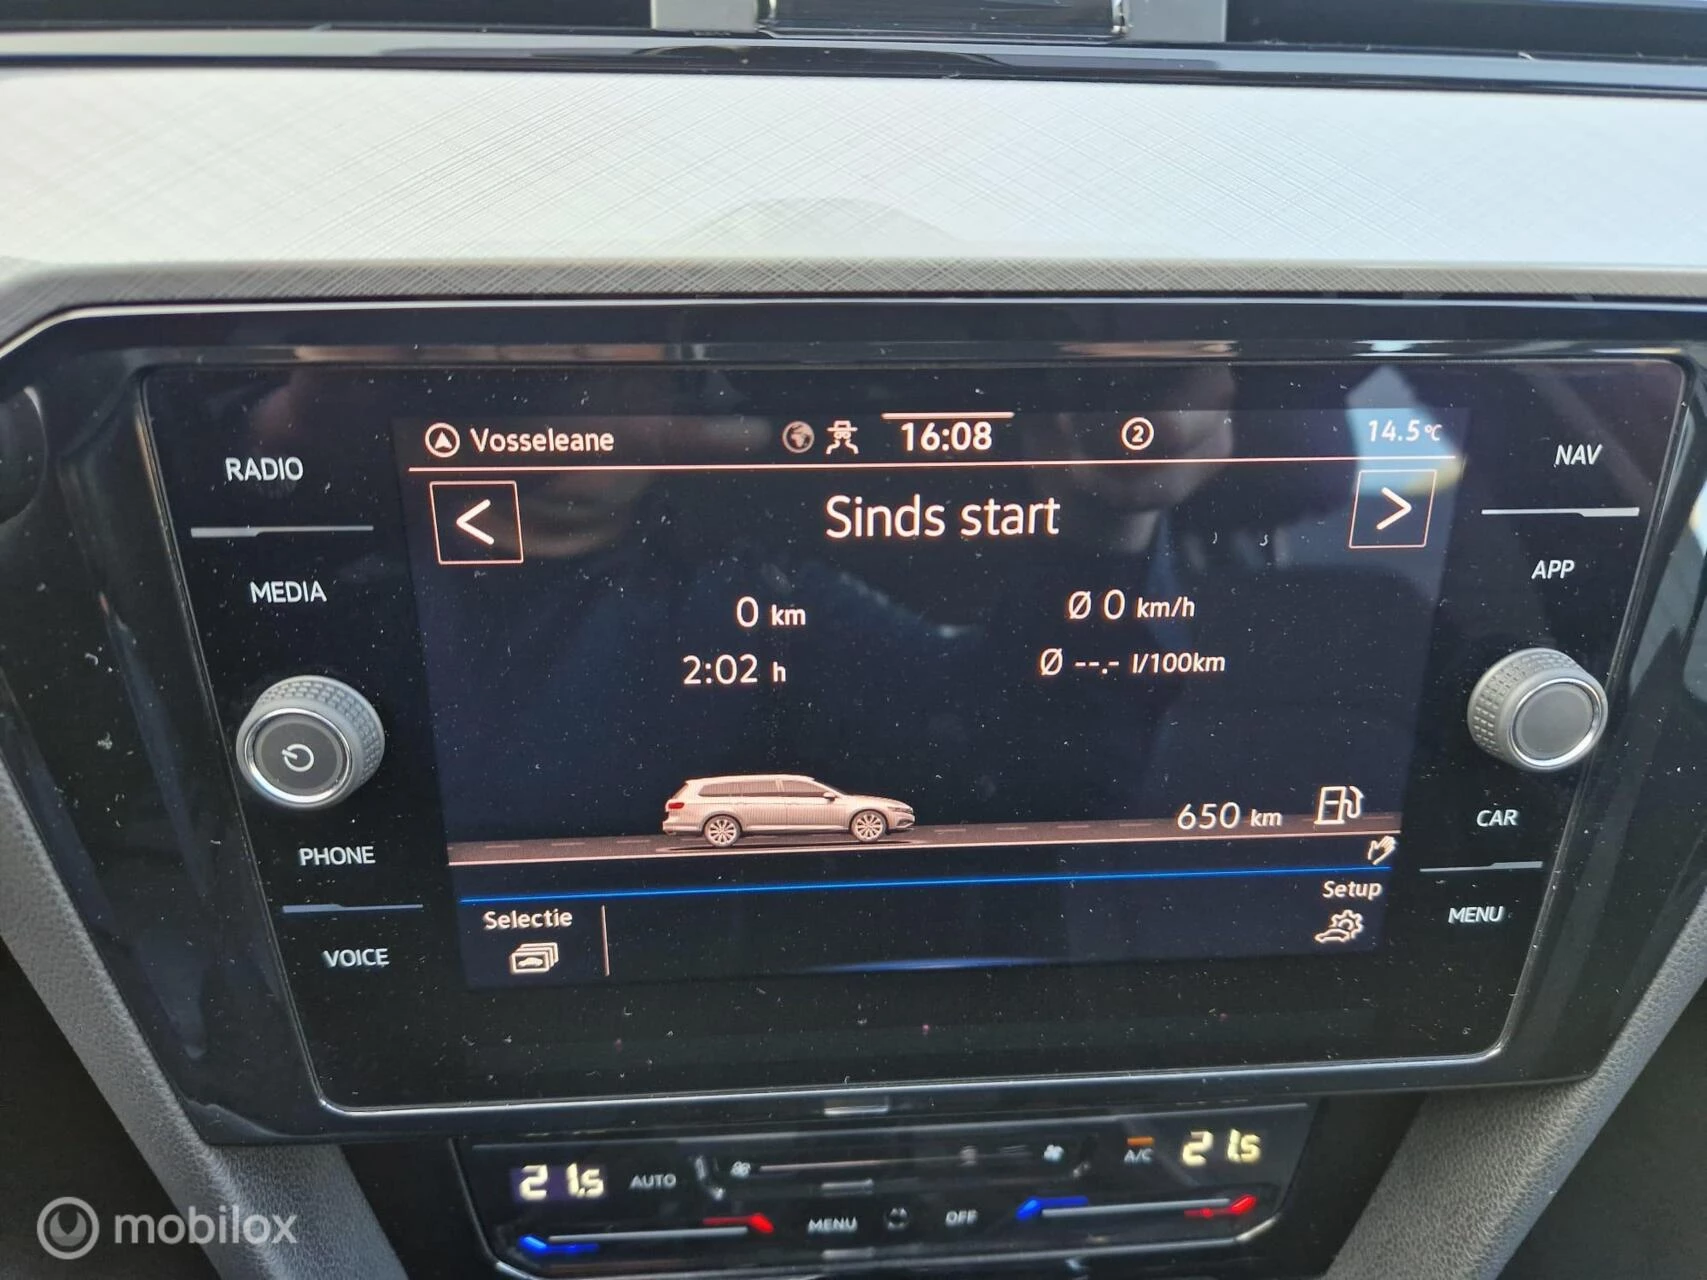 Vosseleane
16:08
2
14.5°C
RADIO
MEDIA
PHONE
VOICE
<
Sinds start
>
0 km
Ø 0 km/h
2:02 h
Ø --.- l/100km
650 km
Selectie
Setup
NAV
APP
CAR
MENU
21.5
AUTO
A/C
21.5
MENU
OFF
mobilox